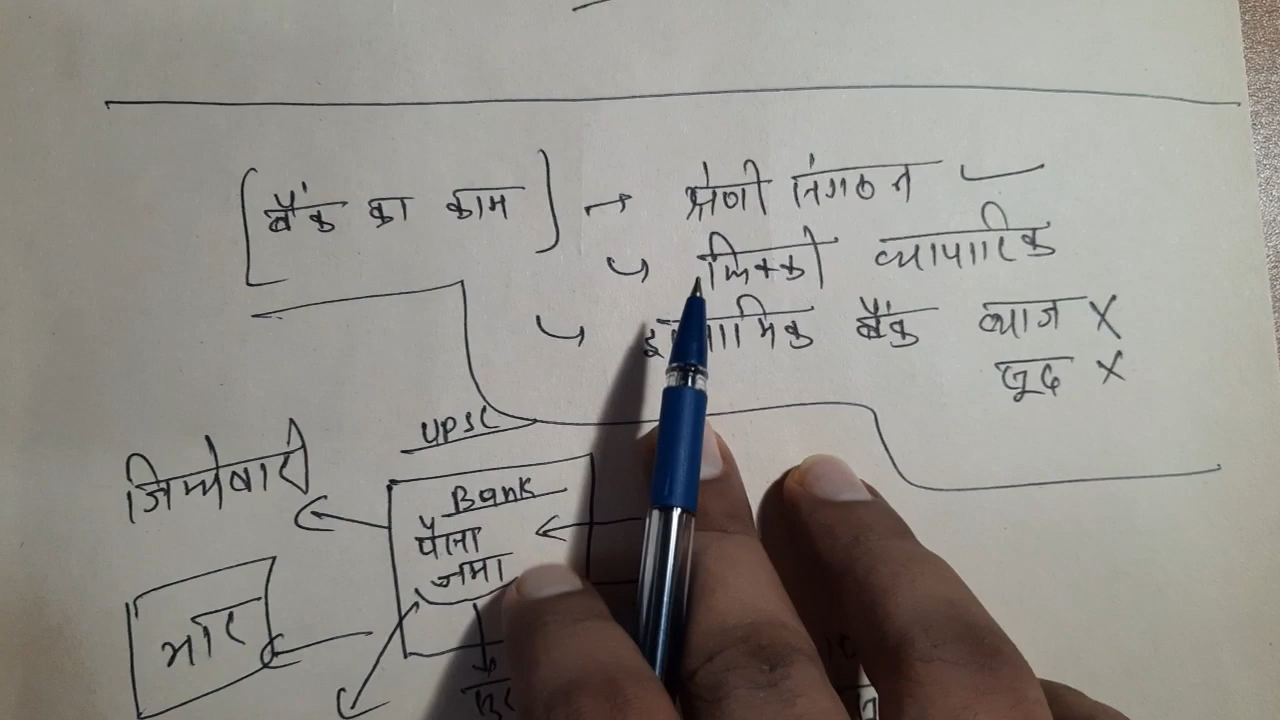 [बैंक का काम] → श्रेणी संगठन ✓
↪ सिक्के व्यापारिक
↪ बैंक ब्याज X
सूद X
UPSC
जिम्मेवारी
Bank
पैसा
जमा
भार